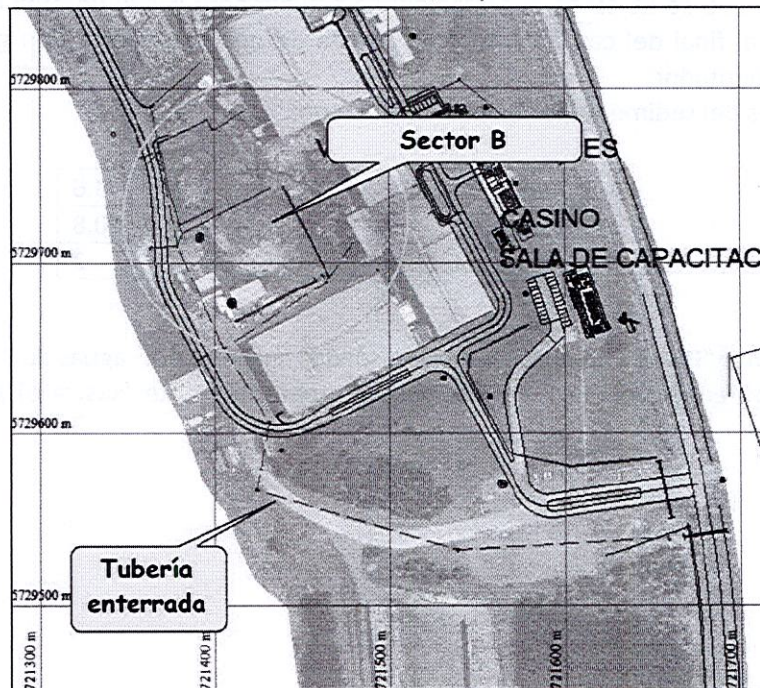 5729800 m
Sector B
V
ES
CASINO
5729700 m
SALA DE CAPACITAC
5729600 m
Tubería
enterrada
5729500 m
721300 m
721400 m
721500 m
721600 m
721700 m